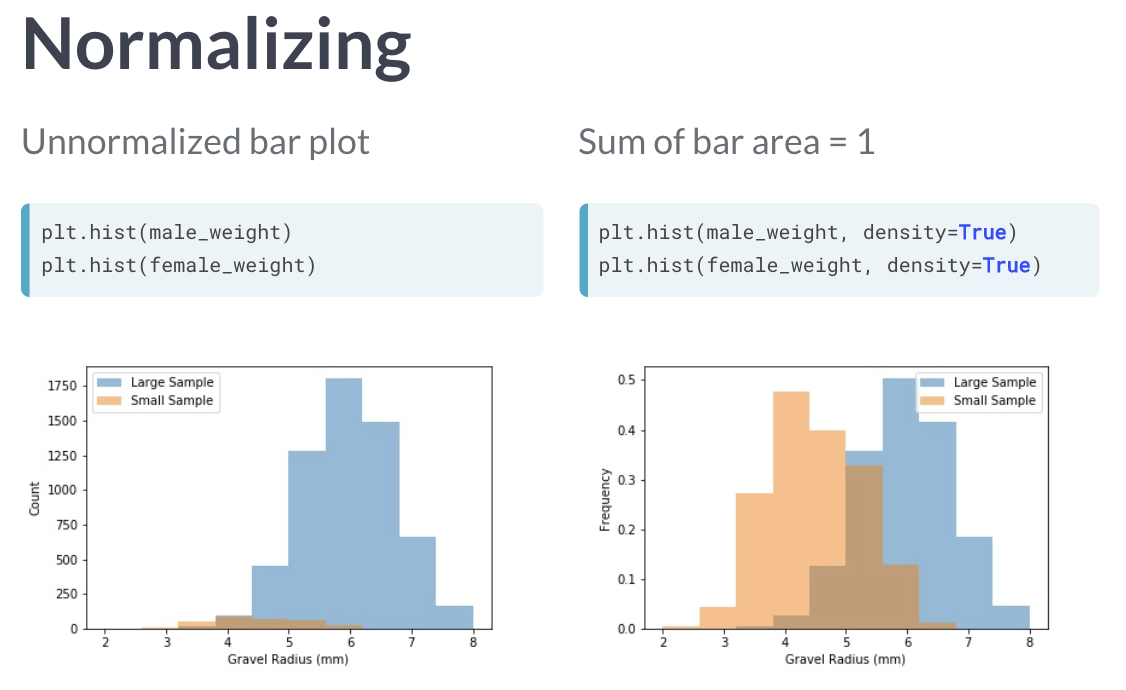 Normalizing
Unnormalized bar plot
plt.hist(male_weight)
plt.hist(female_weight)
Large Sample
Small Sample
1750
1500
1250
1000
750
500
250
0
Count
2 3 4 5 6 7 8
Gravel Radius (mm)
Sum of bar area = 1
plt.hist(male_weight, density=True)
plt.hist(female_weight, density=True)
Large Sample
Small Sample
0.5
0.4
0.3
0.2
0.1
0.0
Frequency
2 3 4 5 6 7 8
Gravel Radius (mm)